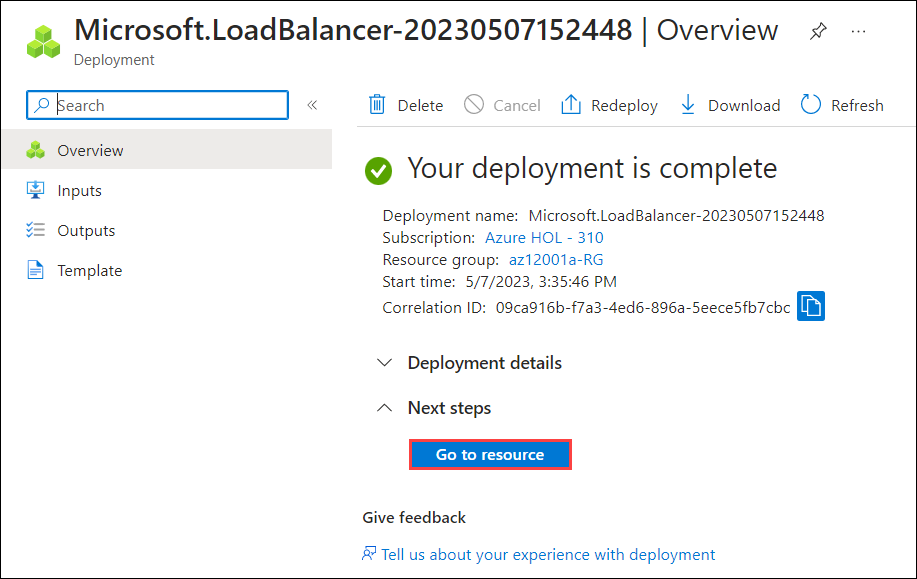 Microsoft.LoadBalancer-20230507152448 | Overview
Deployment
Search
Delete
Cancel
Redeploy
Download
Refresh
Overview
Inputs
Outputs
Template
Your deployment is complete
Deployment name: Microsoft.LoadBalancer-20230507152448
Subscription: Azure HOL - 310
Resource group: az12001a-RG
Start time: 5/7/2023, 3:35:46 PM
Correlation ID: 09ca916b-f7a3-4ed6-896a-5eece5fb7cbc
Deployment details
Next steps
Go to resource
Give feedback
Tell us about your experience with deployment